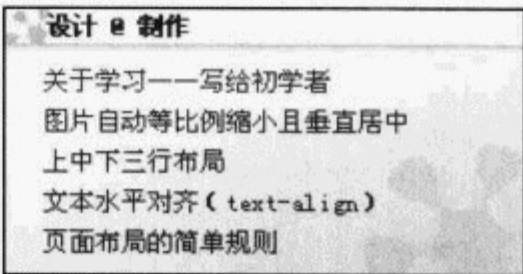 设计 @ 制作
关于学习——写给初学者
图片自动等比例缩小且垂直居中
上中下三行布局
文本水平对齐(text-align)
页面布局的简单规则